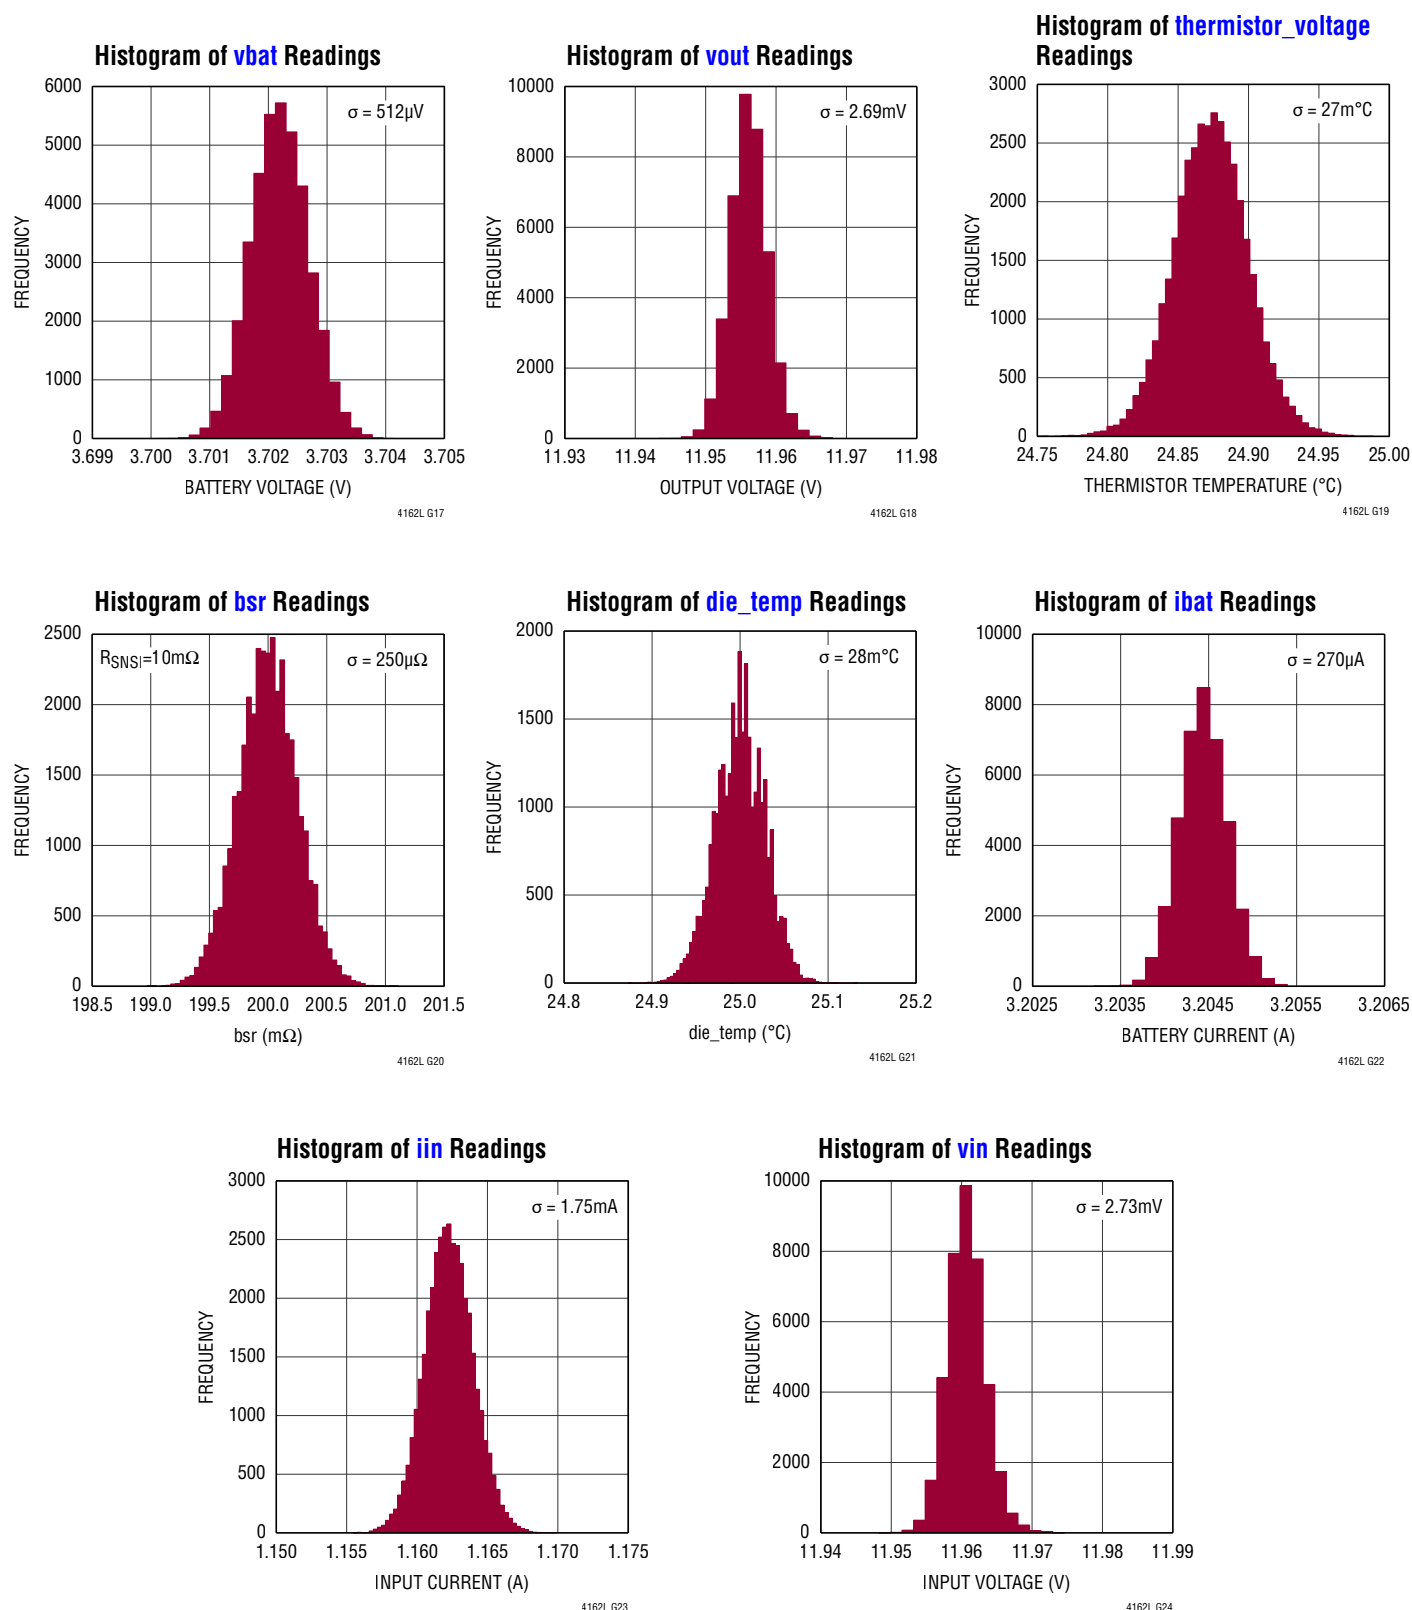 Histogram of vbat Readings
6000
5000
4000
3000
2000
1000
0
FREQUENCY
σ = 512µV
3.699 3.700 3.701 3.702 3.703 3.704 3.705
BATTERY VOLTAGE (V)
4162L G17
Histogram of vout Readings
10000
8000
6000
4000
2000
0
FREQUENCY
σ = 2.69mV
11.93 11.94 11.95 11.96 11.97 11.98
OUTPUT VOLTAGE (V)
4162L G18
Histogram of thermistor_voltage
Readings
3000
2500
2000
1500
1000
500
0
FREQUENCY
σ = 27m°C
24.75 24.80 24.85 24.90 24.95 25.00
THERMISTOR TEMPERATURE (°C)
4162L G19
Histogram of bsr Readings
2500
2000
1500
1000
500
0
FREQUENCY
RSNSI=10mΩ
σ = 250µΩ
198.5 199.0 199.5 200.0 200.5 201.0 201.5
bsr (mΩ)
4162L G20
Histogram of die_temp Readings
2000
1500
1000
500
0
FREQUENCY
σ = 28m°C
24.8 24.9 25.0 25.1 25.2
die_temp (°C)
4162L G21
Histogram of ibat Readings
10000
8000
6000
4000
2000
0
FREQUENCY
σ = 270µA
3.2025 3.2035 3.2045 3.2055 3.2065
BATTERY CURRENT (A)
4162L G22
Histogram of iin Readings
3000
2500
2000
1500
1000
500
0
FREQUENCY
σ = 1.75mA
1.150 1.155 1.160 1.165 1.170 1.175
INPUT CURRENT (A)
4162L G23
Histogram of vin Readings
10000
8000
6000
4000
2000
0
FREQUENCY
σ = 2.73mV
11.94 11.95 11.96 11.97 11.98 11.99
INPUT VOLTAGE (V)
4162L G24